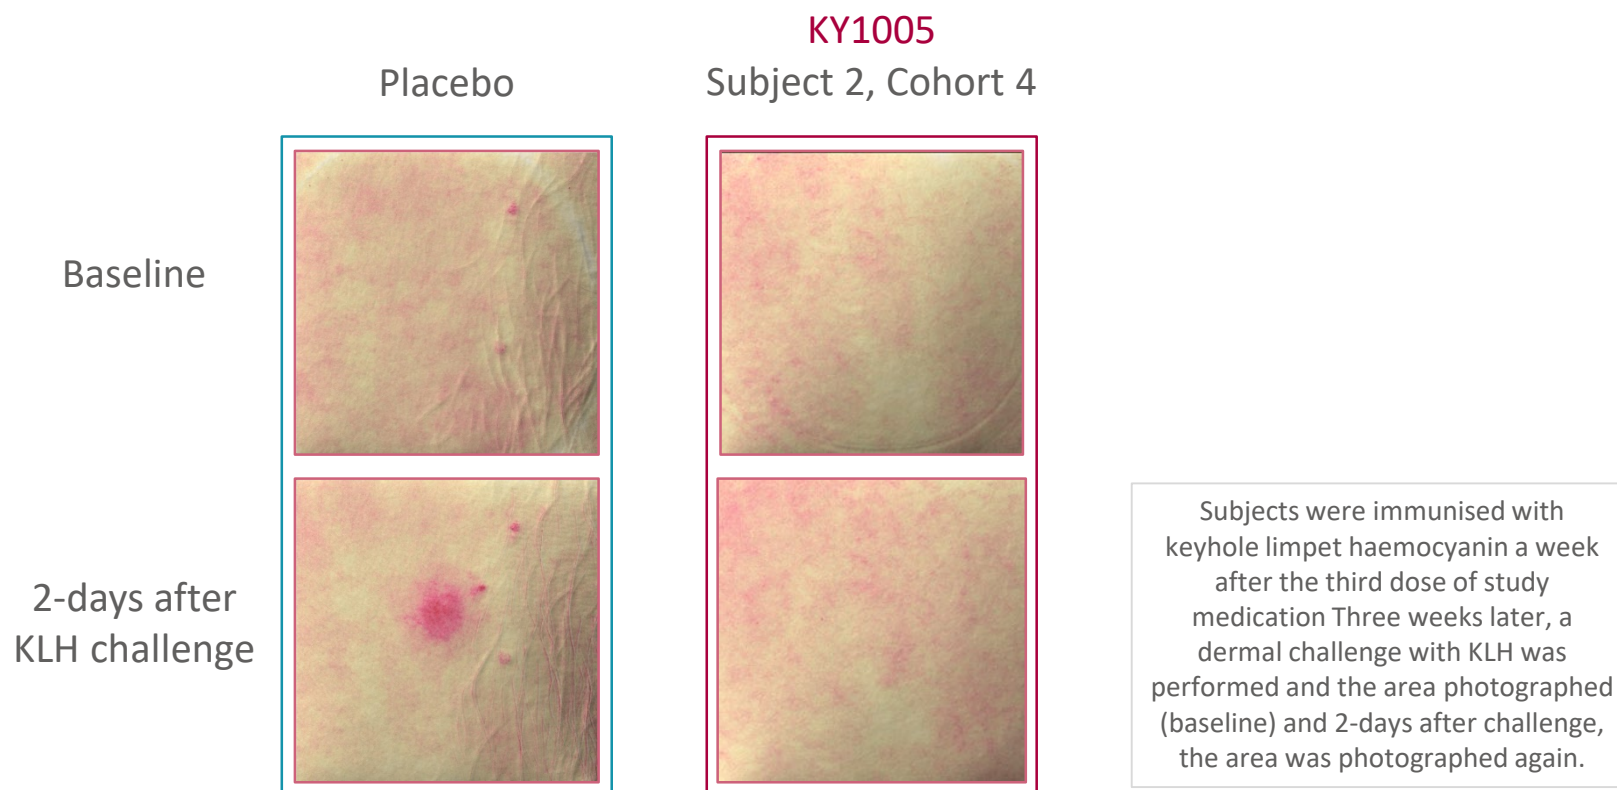 KY1005
Placebo
Subject 2, Cohort 4
Baseline
2-days after
KLH challenge
Subjects were immunised with
keyhole limpet haemocyanin a week
after the third dose of study
medication Three weeks later, a
dermal challenge with KLH was
performed and the area photographed
(baseline) and 2-days after challenge,
the area was photographed again.